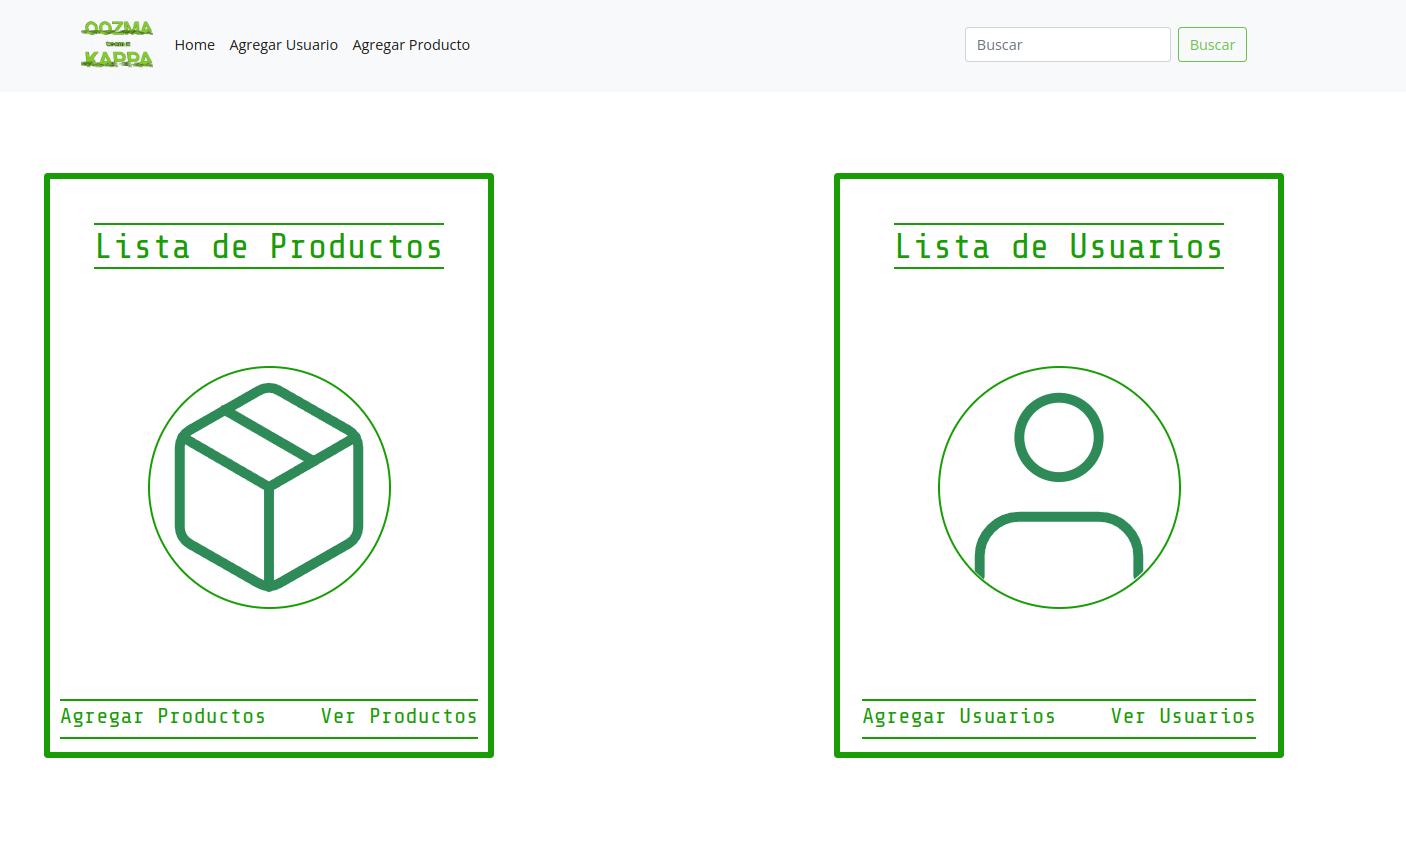 OOZMA
KAPPA
Home Agregar Usuario Agregar Producto
Buscar
Buscar
Lista de Productos
Lista de Usuarios
Agregar Productos Ver Productos
Agregar Usuarios Ver Usuarios